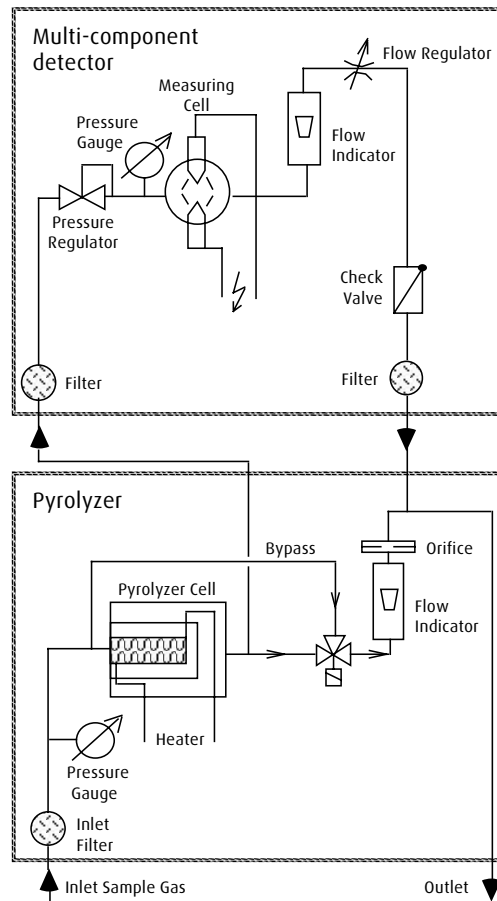 Multi-component
detector
Flow Regulator
Measuring
Cell
Pressure
Gauge
Flow
Indicator
Pressure
Regulator
Check
Valve
Filter
Filter
Pyrolyzer
Bypass
Orifice
Pyrolyzer Cell
Flow
Indicator
Heater
Pressure
Gauge
Inlet
Filter
Inlet Sample Gas
Outlet